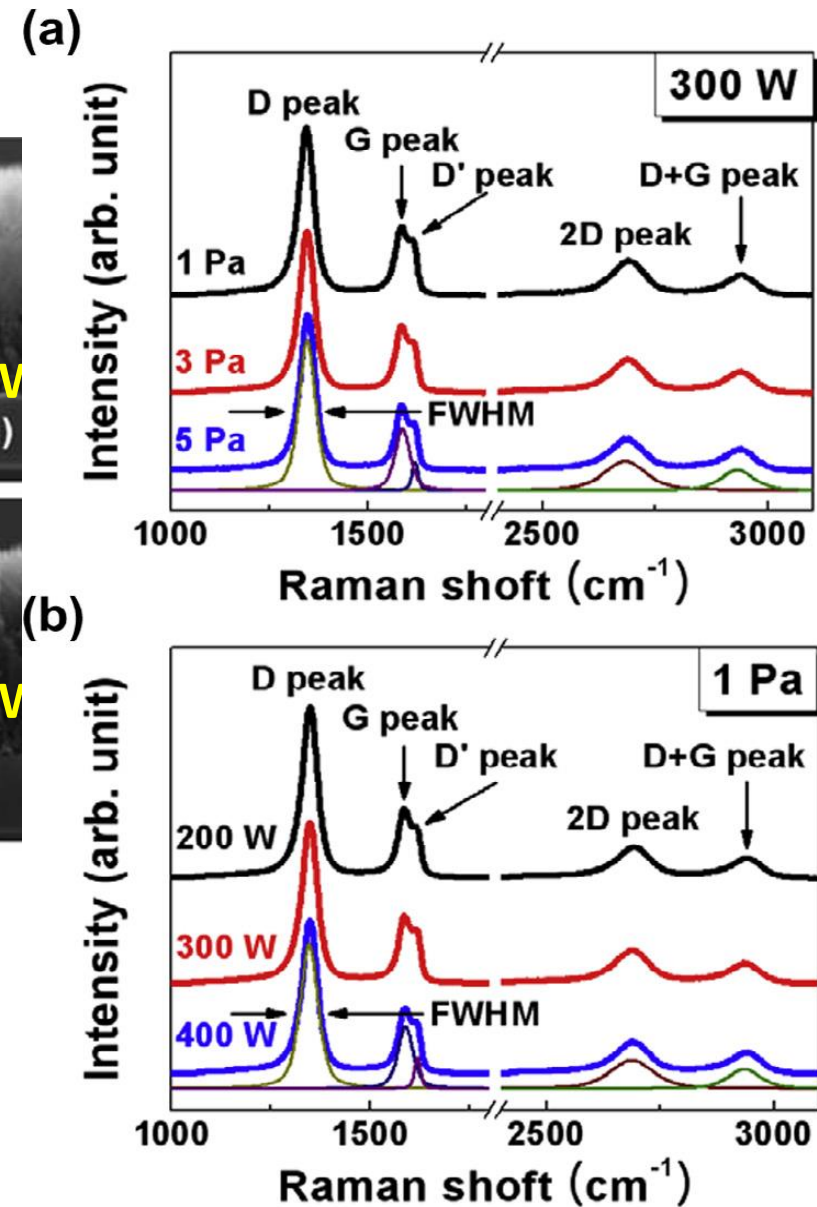 (a)
300 W
D peak
G peak
D' peak
D+G peak
2D peak
1 Pa
3 Pa
FWHM
5 Pa
Intensity (arb. unit)
1000 1500 2500 3000
Raman shoft (cm⁻¹)
W
)
(b)
1 Pa
D peak
G peak
D' peak
D+G peak
2D peak
200 W
300 W
FWHM
400 W
Intensity (arb. unit)
1000 1500 2500 3000
Raman shoft (cm⁻¹)
W